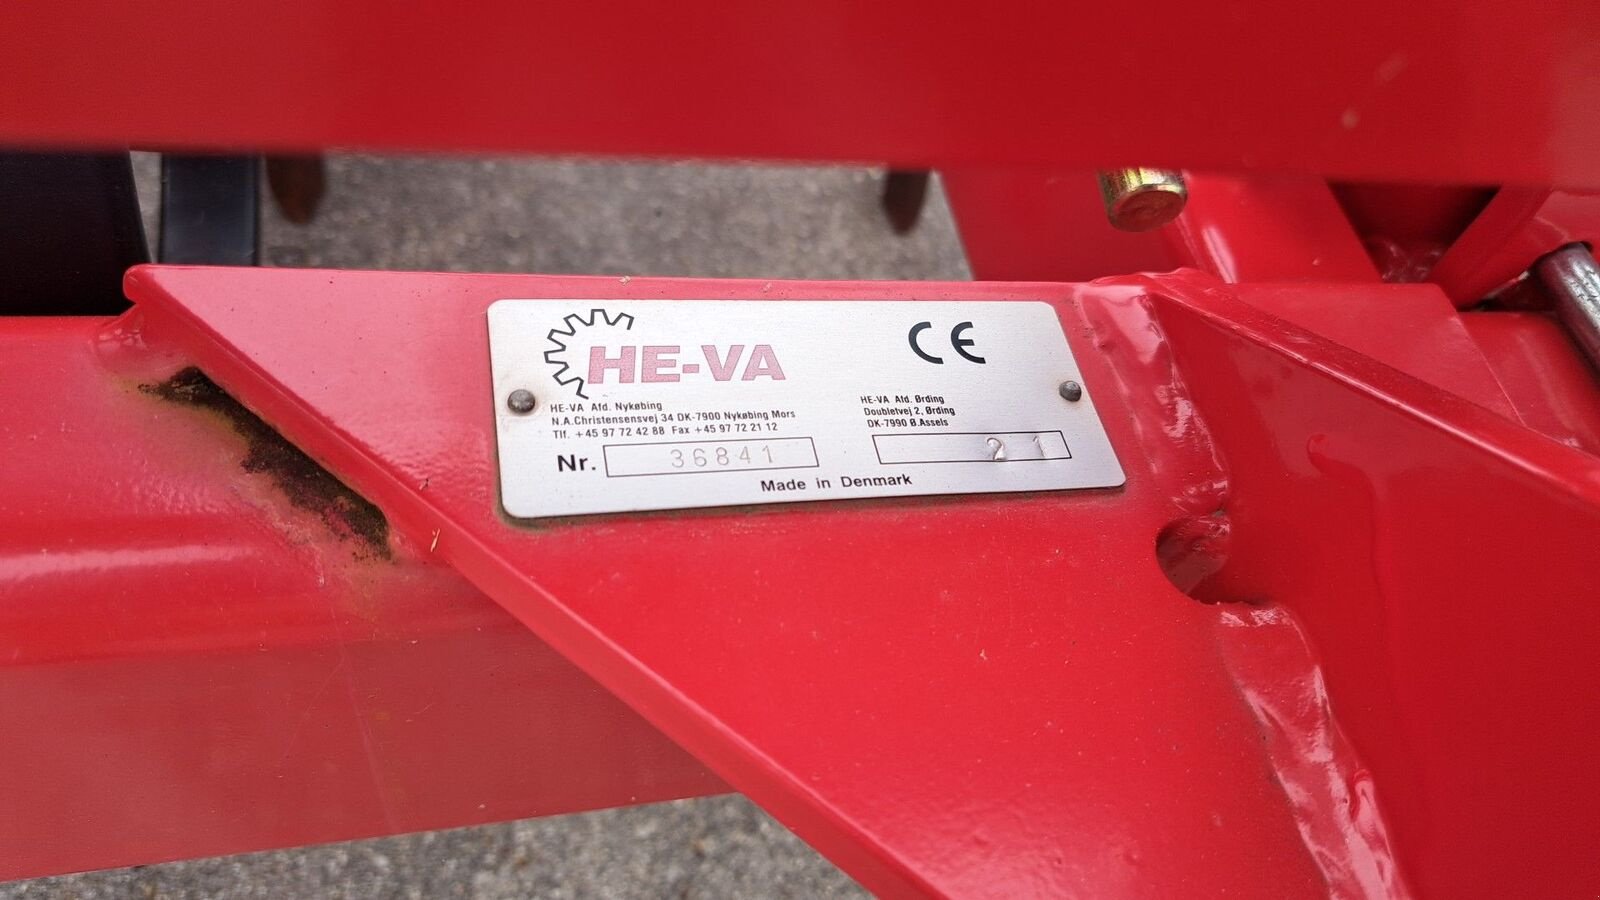 HE-VA
CE
HE-VA Afd. Nykøbing
N.A.Christensensvej 34 DK-7900 Nykøbing Mors
Tlf. +45 97 72 42 88 Fax +45 97 72 21 12
HE-VA Afd. Ørding
Doubletvej 2, Ørding
DK-7990 Ø.Assels
Nr. 36841
2 1
Made in Denmark